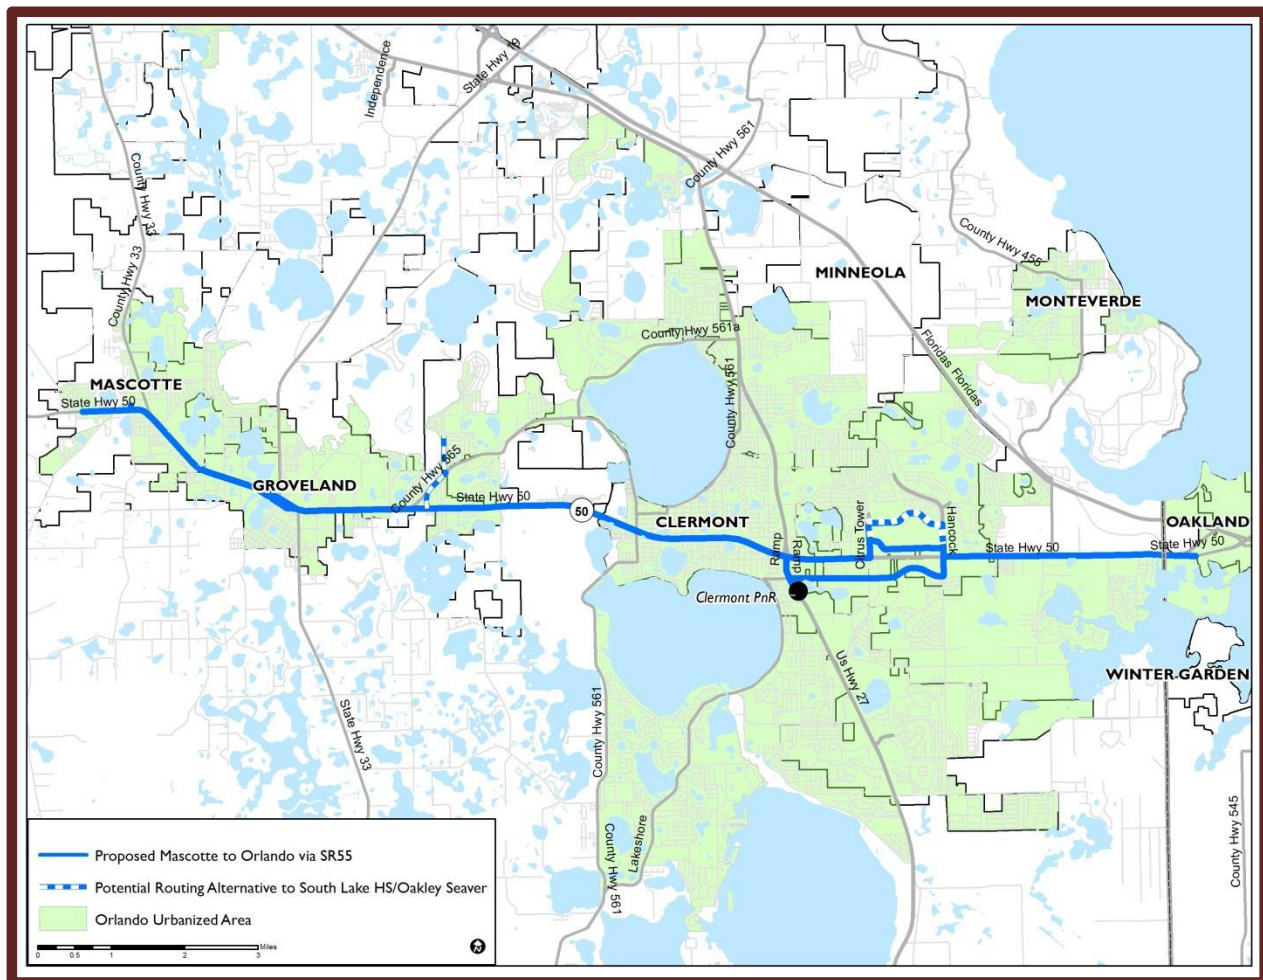 Independence
State Hwy 19
County Hwy 561
County Hwy 33
County Hwy 33
County Hwy 455
MINNEOLA
MONTEVERDE
County Hwy 561a
County Hwy 561
Floridas Floridas
MASCOTTE
State Hwy 50
GROVELAND
County Hwy 565
State Hwy 50
50
CLERMONT
Ramp
Ramp
Citrus Tower
Hancock
State Hwy 50
OAKLAND
State Hwy 50
Clermont PnR
Us Hwy 27
WINTER GARDEN
County Hwy 561
State Hwy 33
County Hwy 545
Lakeshore
County Hwy 561
Proposed Mascotte to Orlando via SR55
Potential Routing Alternative to South Lake HS/Oakley Seaver
Orlando Urbanized Area
Miles
0 0.5 1 2 3
N